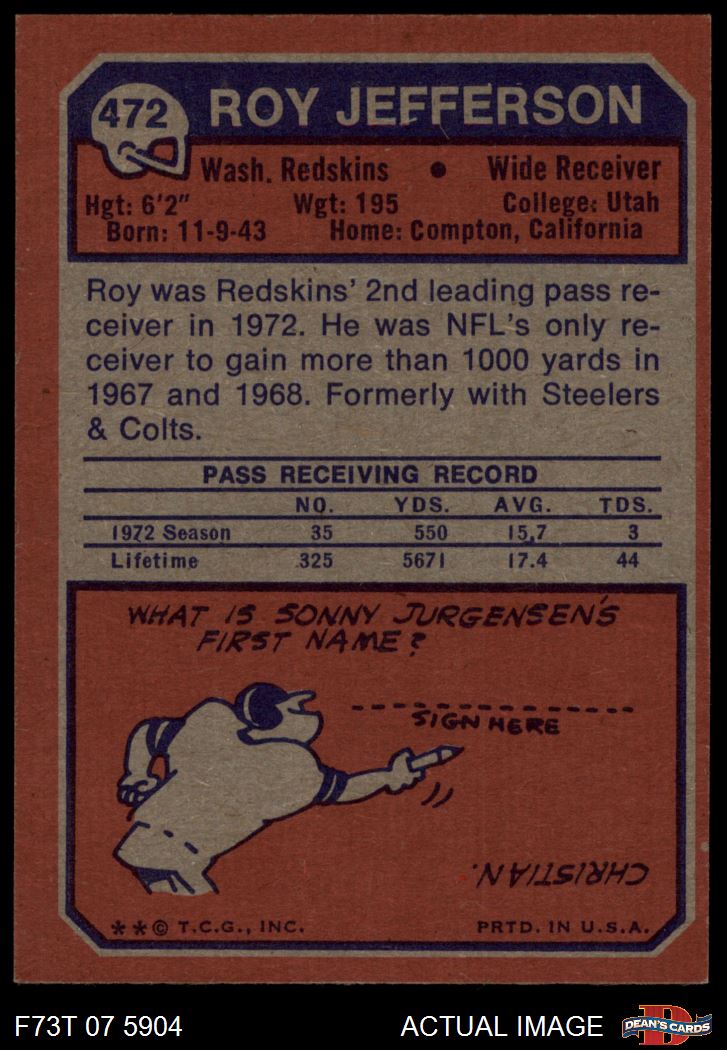 472 ROY JEFFERSON
Wash. Redskins • Wide Receiver
Hgt: 6'2" Wgt: 195 College: Utah
Born: 11-9-43 Home: Compton, California
Roy was Redskins' 2nd leading pass re-
ceiver in 1972. He was NFL's only re-
ceiver to gain more than 1000 yards in
1967 and 1968. Formerly with Steelers
& Colts.
PASS RECEIVING RECORD
NO. YDS. AVG. TDS.
1972 Season 35 550 15.7 3
Lifetime 325 5671 17.4 44
WHAT IS SONNY JURGENSEN'S
FIRST NAME?
SIGN HERE
CHRISTIAN.
**© T.C.G., INC. PRTD. IN U.S.A.
F73T 07 5904 ACTUAL IMAGE D DEAN'S CARDS